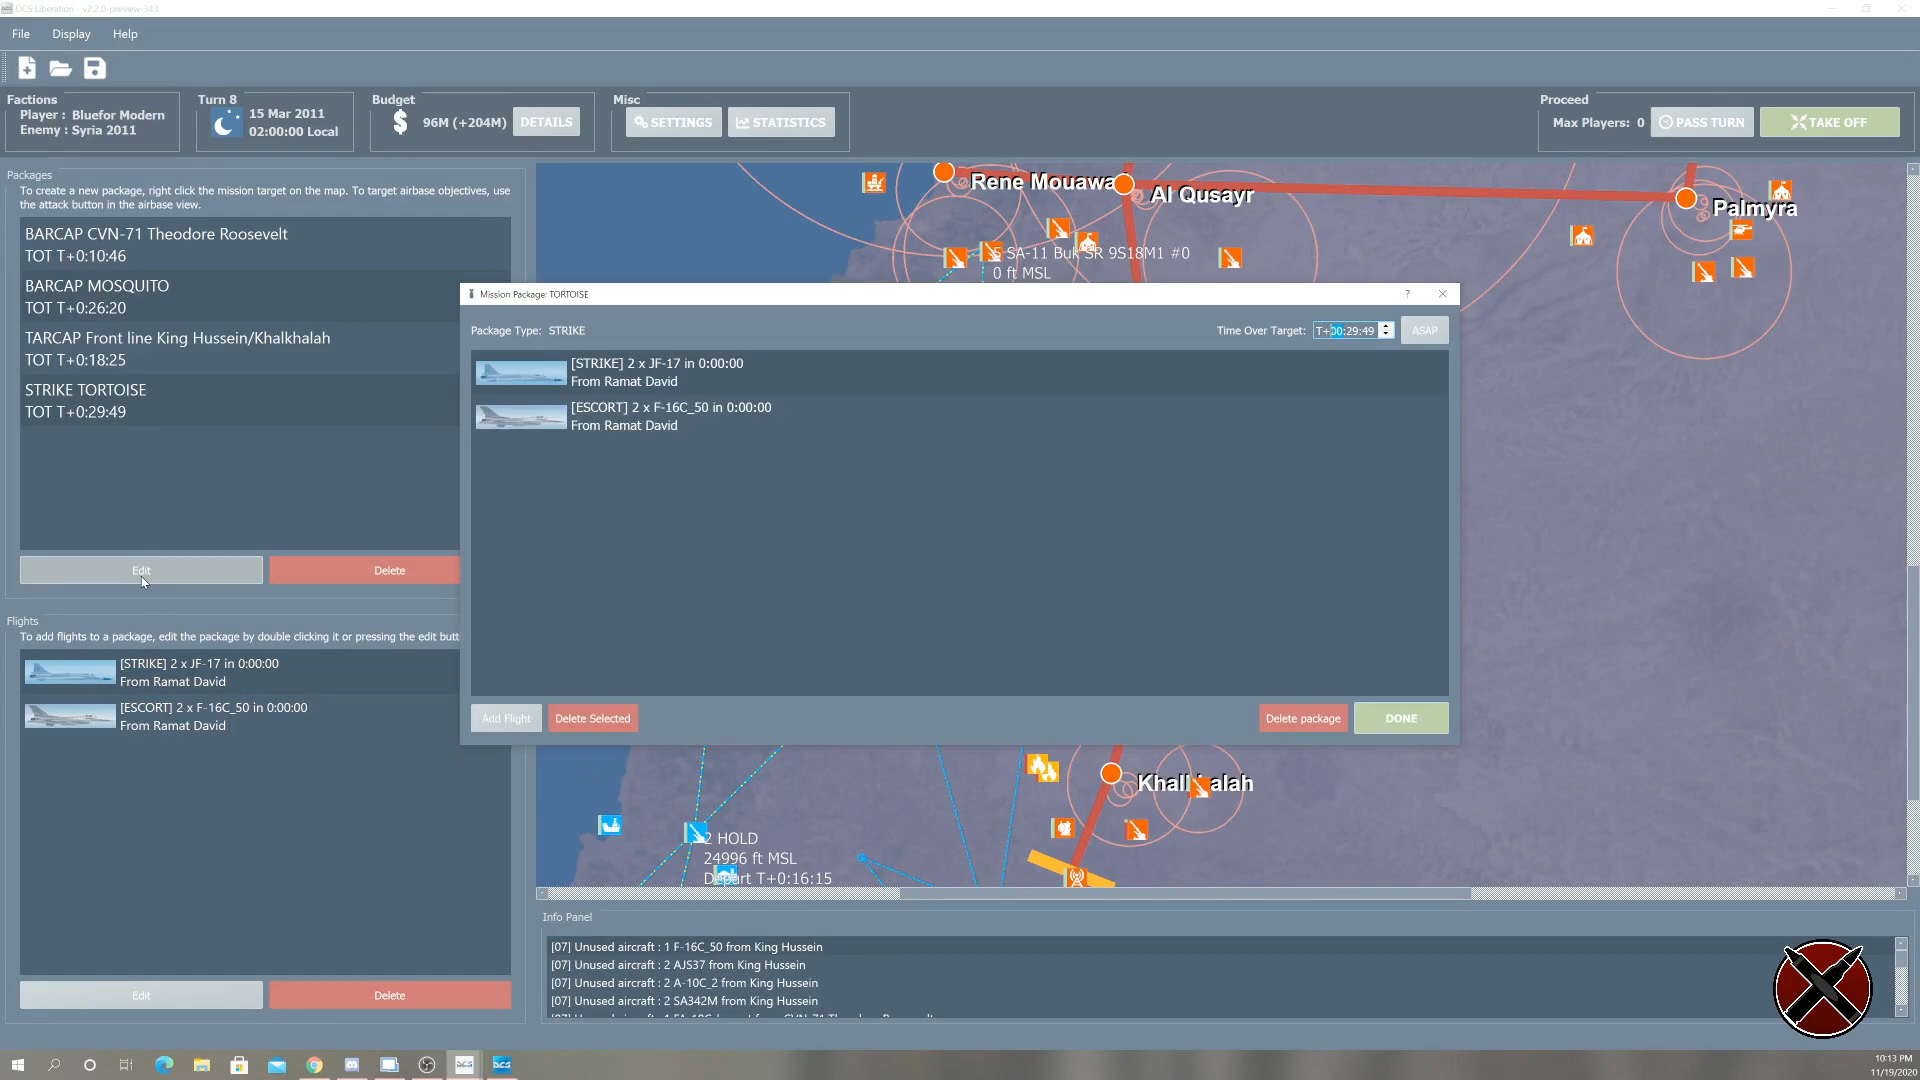 DCS Liberation - v2.2.0-preview-343
File Display Help
Factions
Player : Bluefor Modern
Enemy : Syria 2011
Turn 8
15 Mar 2011
02:00:00 Local
Budget
$ 96M (+204M) DETAILS
Misc
SETTINGS STATISTICS
Proceed
Max Players: 0 PASS TURN TAKE OFF
Packages
To create a new package, right click the mission target on the map. To target airbase objectives, use
the attack button in the airbase view.
BARCAP CVN-71 Theodore Roosevelt
TOT T+0:10:46
BARCAP MOSQUITO
TOT T+0:26:20
TARCAP Front line King Hussein/Khalkhalah
TOT T+0:18:25
STRIKE TORTOISE
TOT T+0:29:49
Edit Delete
Flights
To add flights to a package, edit the package by double clicking it or pressing the edit butt
[STRIKE] 2 x JF-17 in 0:00:00
From Ramat David
[ESCORT] 2 x F-16C_50 in 0:00:00
From Ramat David
Edit Delete
Rene Mouawa
Al Qusayr
Palmyra
5 SA-11 Buk SR 9S18M1 #0
0 ft MSL
Mission Package: TORTOISE
? ×
Package Type: STRIKE
Time Over Target: T+00:29:49 ASAP
[STRIKE] 2 x JF-17 in 0:00:00
From Ramat David
[ESCORT] 2 x F-16C_50 in 0:00:00
From Ramat David
Add Flight Delete Selected Delete package DONE
Khalkhalah
2 HOLD
24996 ft MSL
Depart T+0:16:15
Info Panel
[07] Unused aircraft : 1 F-16C_50 from King Hussein
[07] Unused aircraft : 2 AJS37 from King Hussein
[07] Unused aircraft : 2 A-10C_2 from King Hussein
[07] Unused aircraft : 2 SA342M from King Hussein
DCS DCS
10:13 PM
11/19/2020